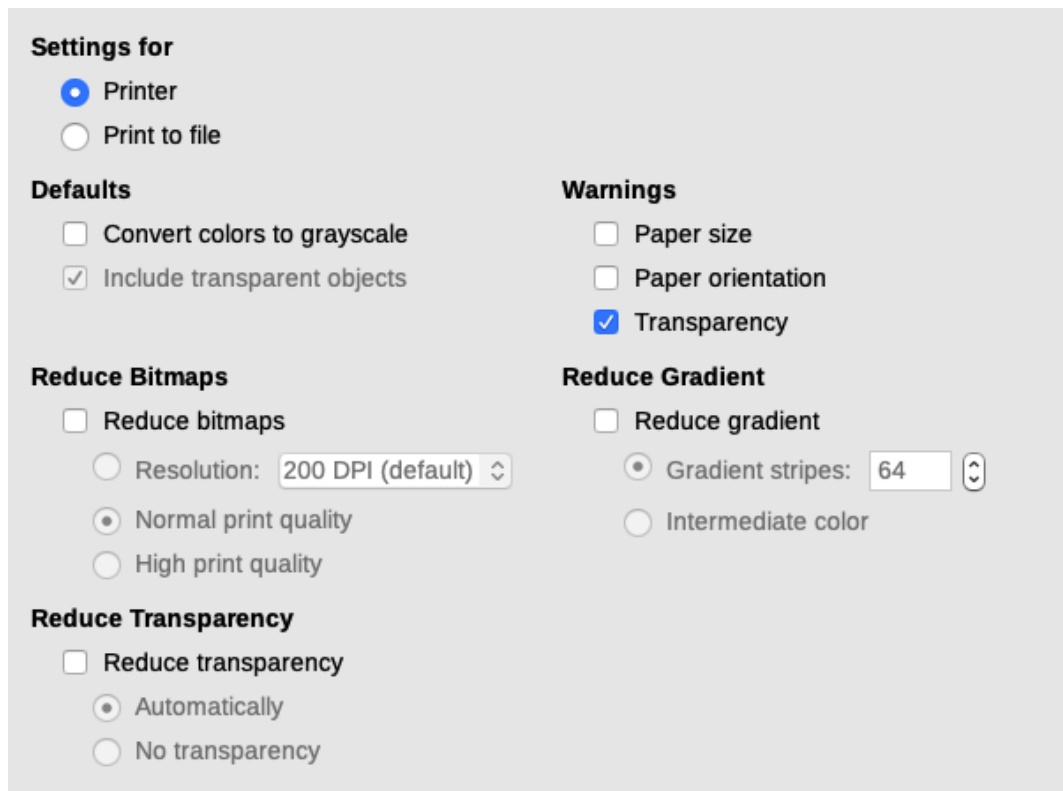 Settings for
Printer
Print to file
Defaults
Convert colors to grayscale
Include transparent objects
Warnings
Paper size
Paper orientation
Transparency
Reduce Bitmaps
Reduce bitmaps
Resolution: 200 DPI (default)
Normal print quality
High print quality
Reduce Gradient
Reduce gradient
Gradient stripes: 64
Intermediate color
Reduce Transparency
Reduce transparency
Automatically
No transparency